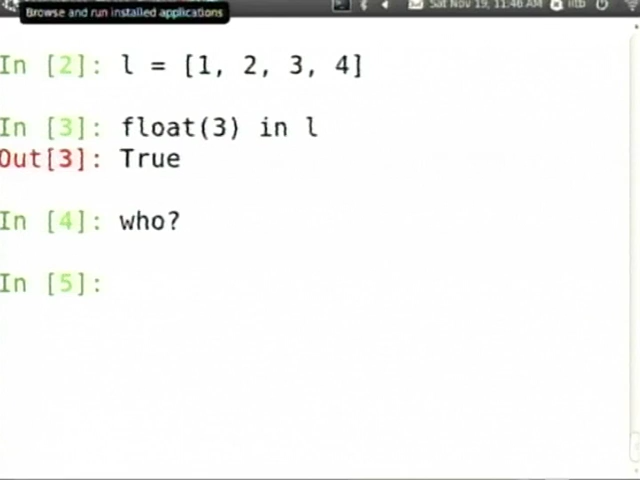 Browse and run installed applications
Sat Nov 19, 11:46 AM
In [2]: l = [1, 2, 3, 4]
In [3]: float(3) in l
Out[3]: True
In [4]: who?
In [5]: